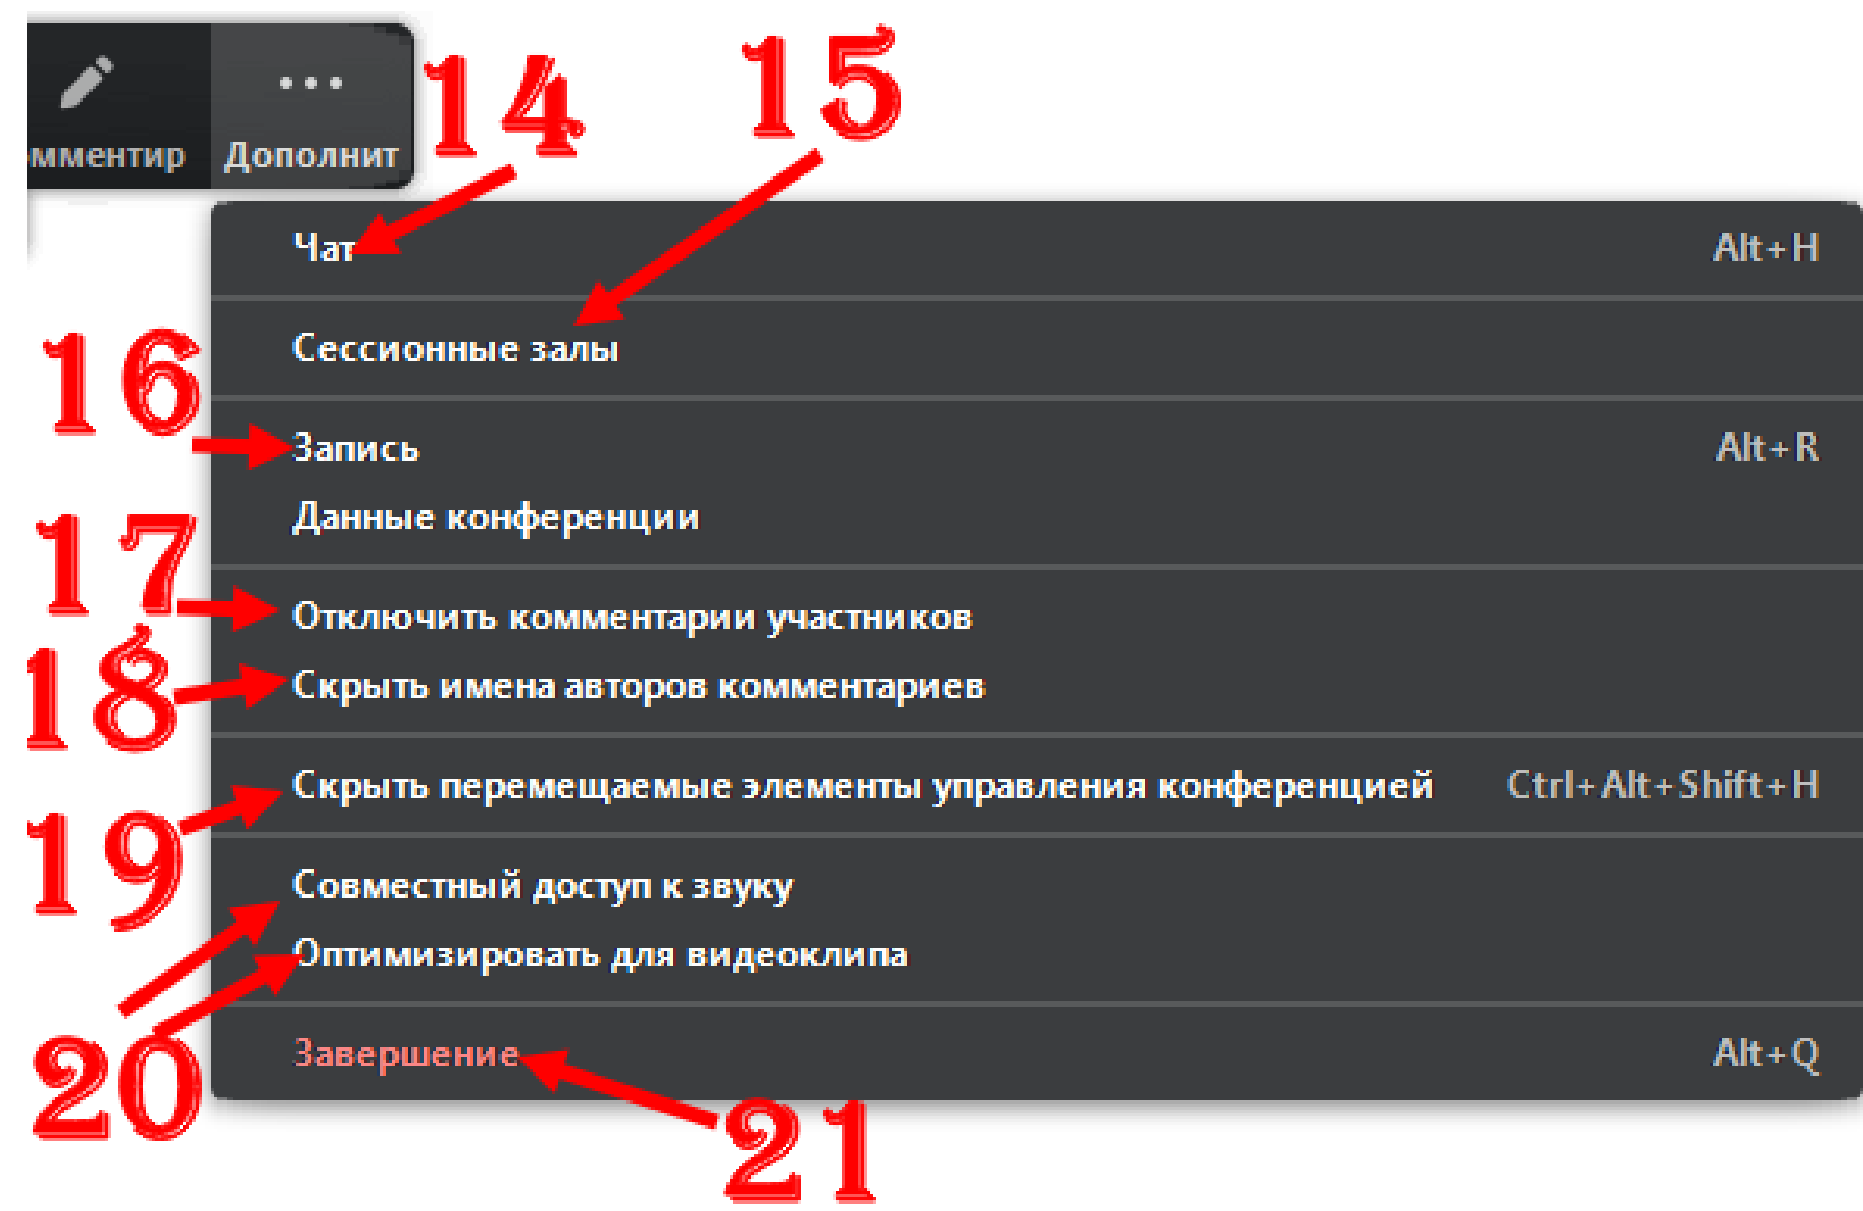 омментир
Дополнит
14
15
Чат Alt+H
Сессионные залы
16
Запись Alt+R
Данные конференции
17
Отключить комментарии участников
18
Скрыть имена авторов комментариев
Скрыть перемещаемые элементы управления конференцией Ctrl+Alt+Shift+H
19
Совместный доступ к звуку
Оптимизировать для видеоклипа
20
Завершение Alt+Q
21